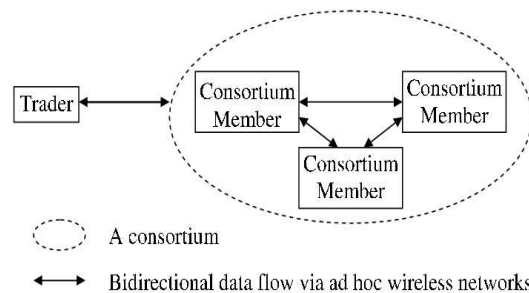 Trader
Consortium
Member
Consortium
Member
Consortium
Member
A consortium
Bidirectional data flow via ad hoc wireless networks